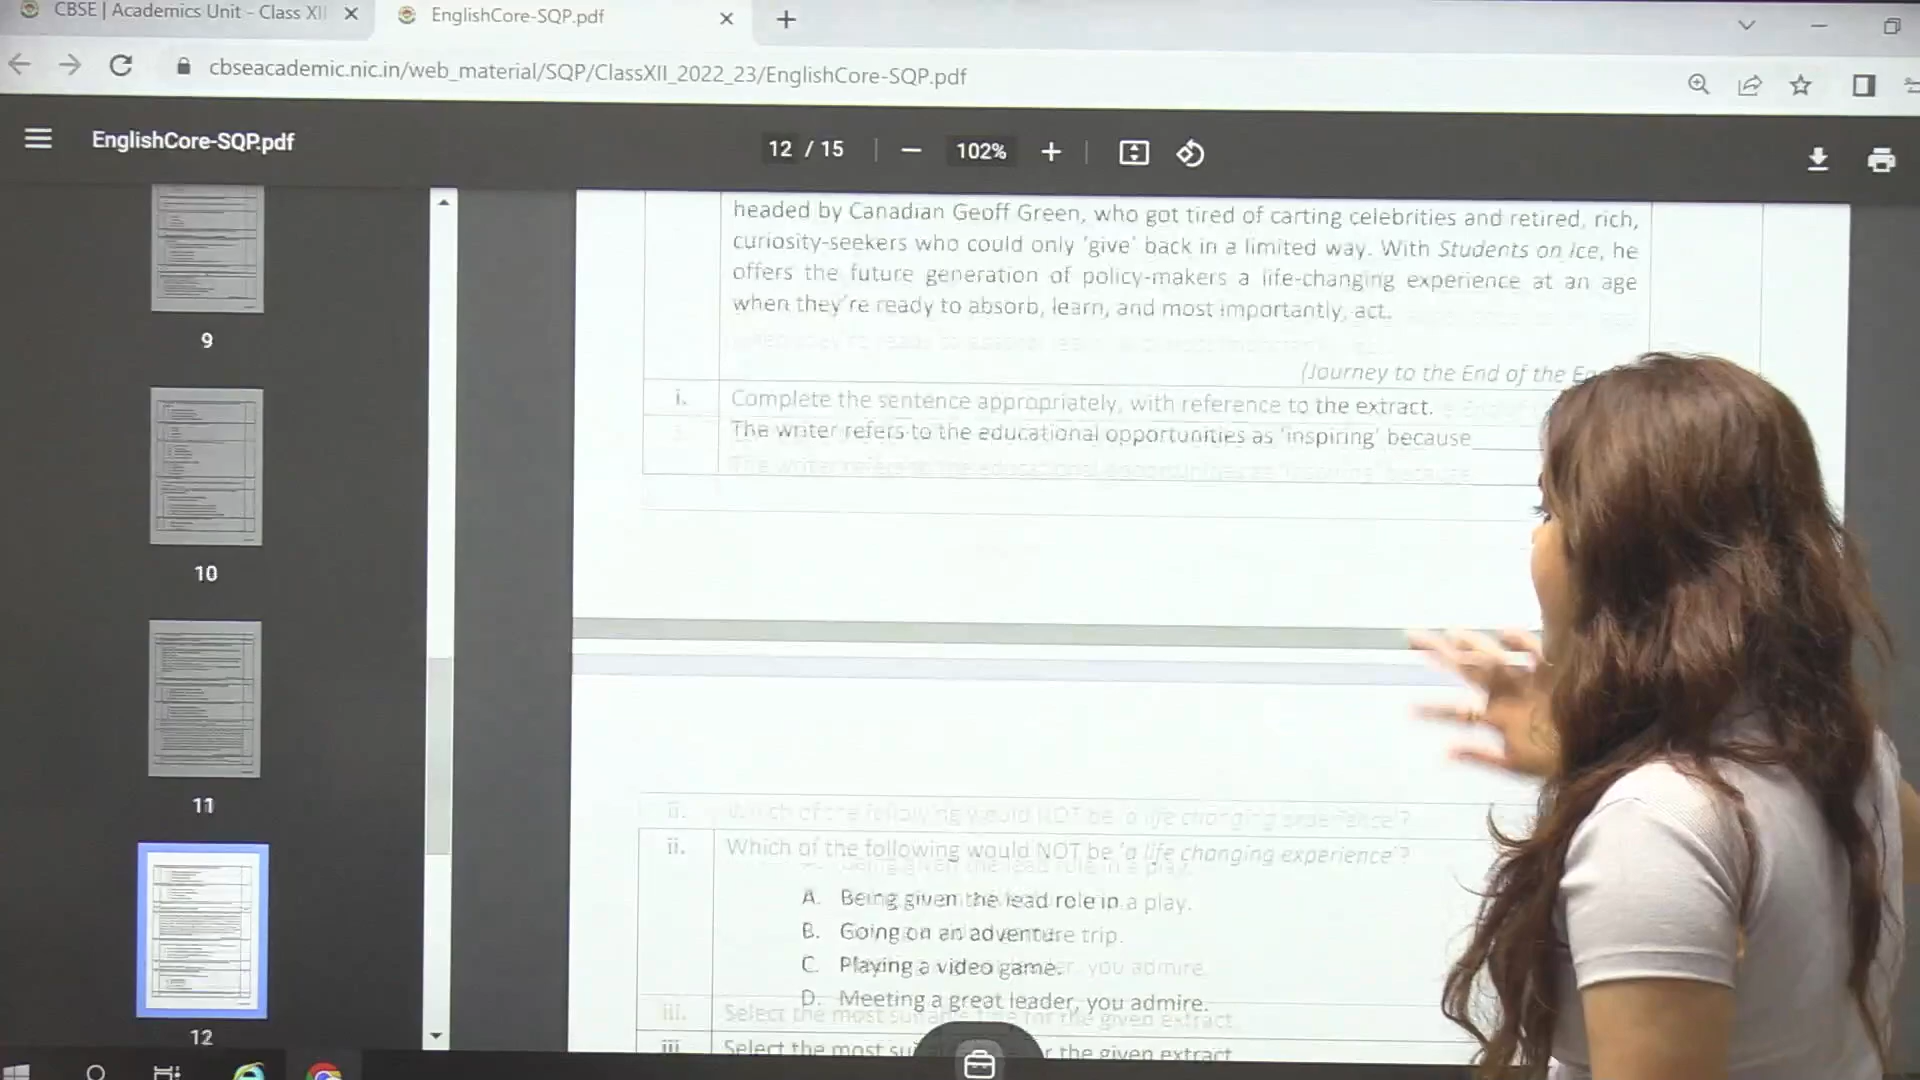 CBSE | Academics Unit - Class XII
EnglishCore-SQP.pdf
cbseacademic.nic.in/web_material/SQP/ClassXII_2022_23/EnglishCore-SQP.pdf
EnglishCore-SQP.pdf
12 / 15
102%
9
10
11
12
headed by Canadian Geoff Green, who got tired of carting celebrities and retired, rich,
curiosity-seekers who could only 'give' back in a limited way. With Students on Ice, he
offers the future generation of policy-makers a life-changing experience at an age
when they're ready to absorb, learn, and most importantly, act.
(Journey to the End of the
i. Complete the sentence appropriately, with reference to the extract.
The writer refers to the educational opportunities as 'inspiring' because
ii. Which of the following would NOT be 'a life changing experience'?
A. Being given the lead role in a play.
B. Going on an adventure trip.
C. Playing a video game.
D. Meeting a great leader, you admire.
iii. Select the most for the given extract